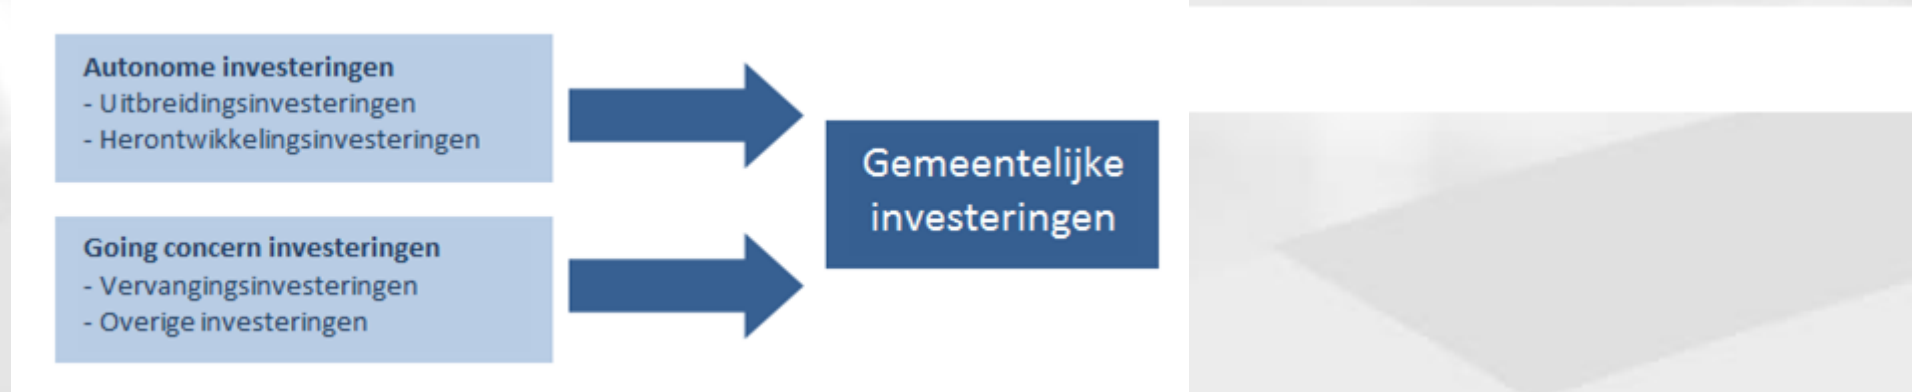 Autonome investeringen
- Uitbreidingsinvesteringen
- Herontwikkelingsinvesteringen
Going concern investeringen
- Vervangingsinvesteringen
- Overige investeringen
Gemeentelijke
investeringen